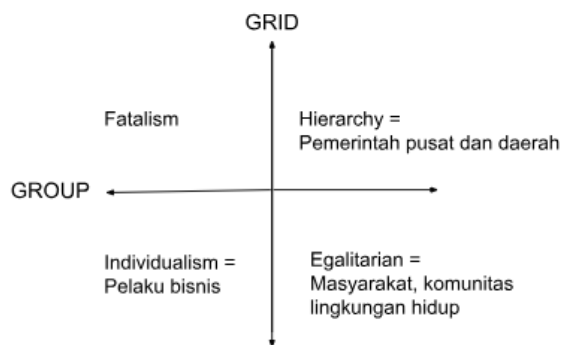 GRID
Fatalism
Hierarchy =
Pemerintah pusat dan daerah
GROUP
Individualism =
Pelaku bisnis
Egalitarian =
Masyarakat, komunitas
lingkungan hidup